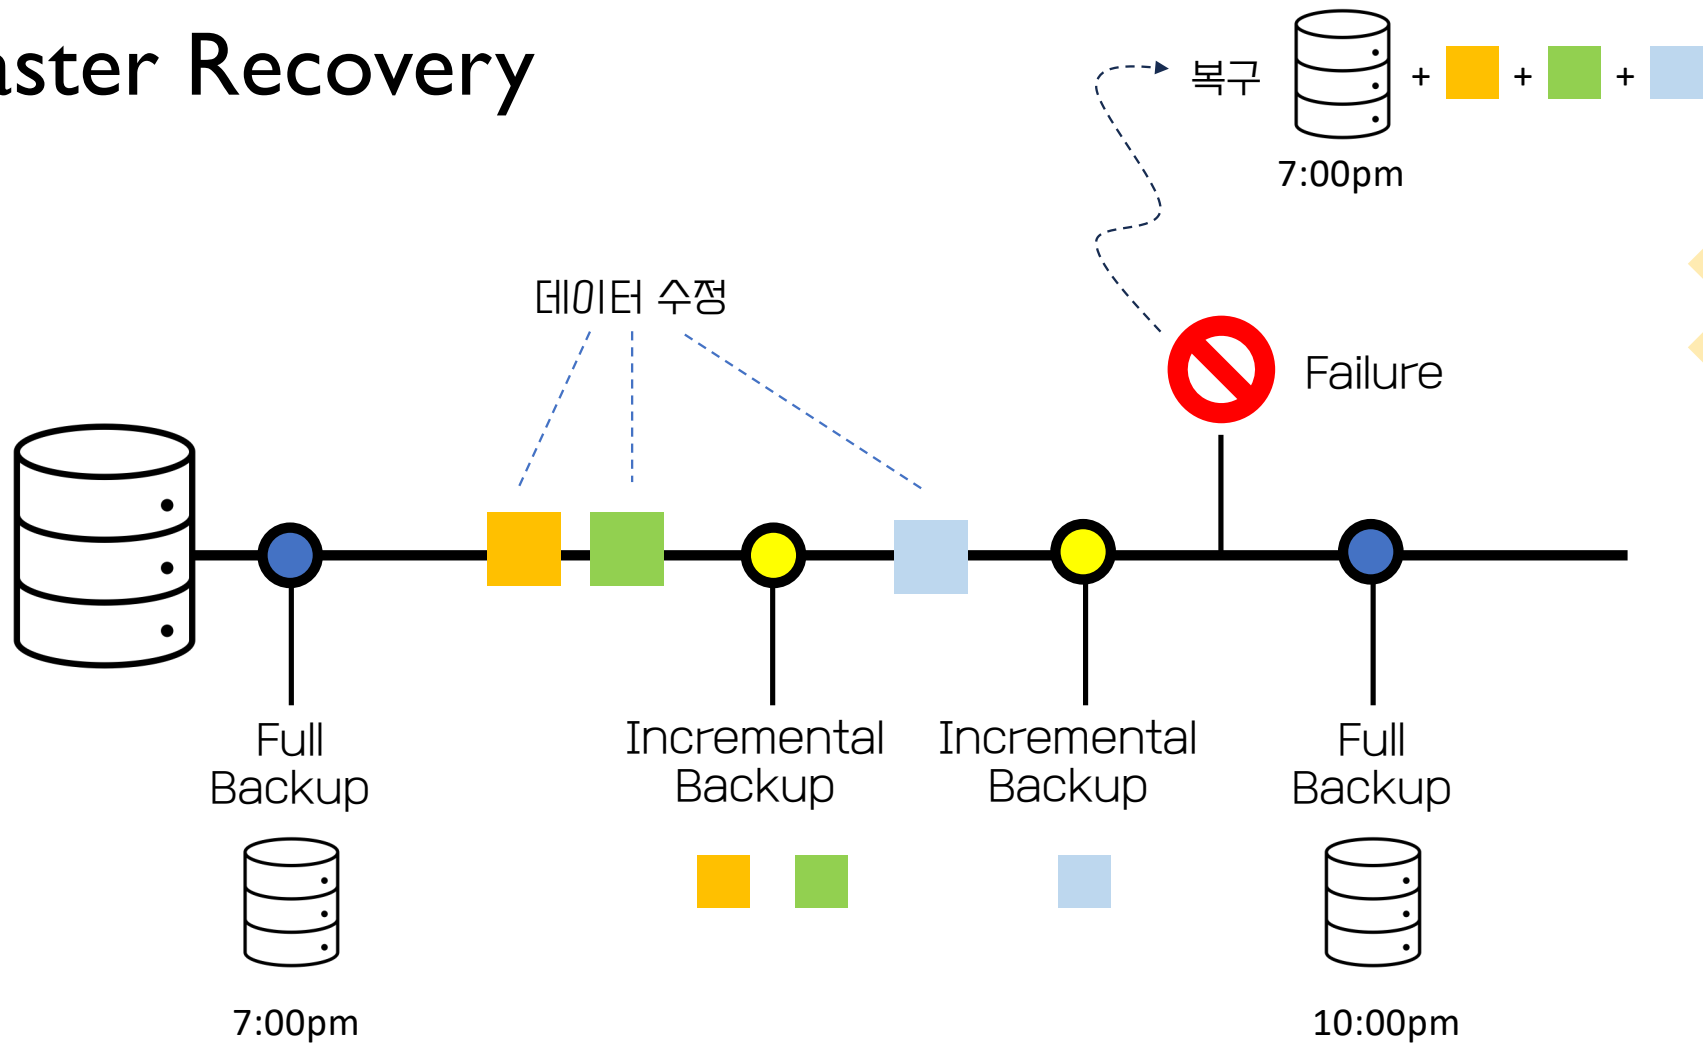 aster Recovery
복구
+ + +
7:00pm
데이터 수정
Failure
Full
Backup
Incremental
Backup
Incremental
Backup
Full
Backup
7:00pm
10:00pm